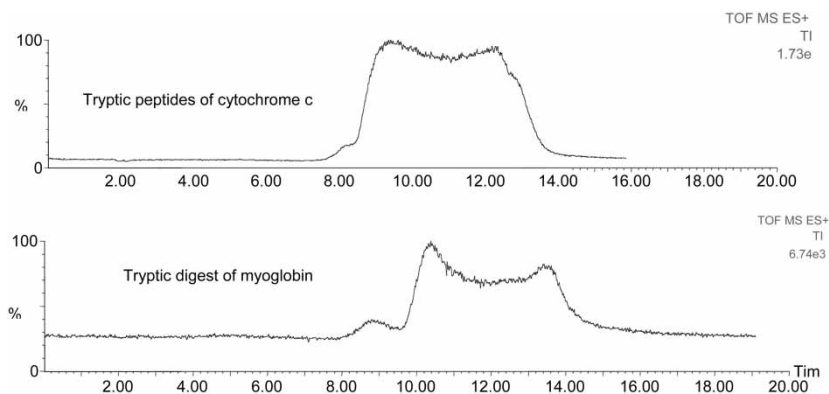 TOF MS ES+
TI
1.73e
100
Tryptic peptides of cytochrome c
%
0
2.00 4.00 6.00 8.00 10.00 12.00 14.00 16.00 18.00 20.00
TOF MS ES+
TI
6.74e3
100
Tryptic digest of myoglobin
%
0
2.00 4.00 6.00 8.00 10.00 12.00 14.00 16.00 18.00 20.00
Tim